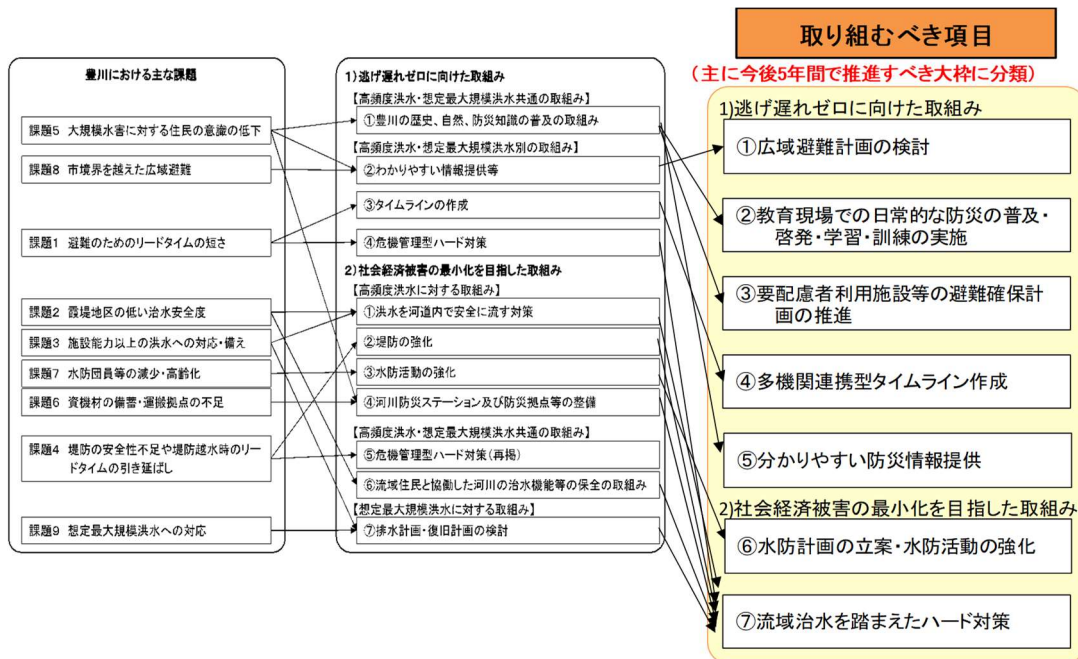 取り組むべき項目
（主に今後5年間で推進すべき大枠に分類）
豊川における主な課題
課題5 大規模水害に対する住民の意識の低下
課題8 市境界を越えた広域避難
課題1 避難のためのリードタイムの短さ
課題2 霞堤地区の低い治水安全度
課題3 施設能力以上の洪水への対応・備え
課題7 水防団員等の減少・高齢化
課題6 資機材の備蓄・運搬拠点の不足
課題4 堤防の安全性不足や堤防越水時のリー
ドタイムの引き延ばし
課題9 想定最大規模洪水への対応
1)逃げ遅れゼロに向けた取組み
【高頻度洪水・想定最大規模洪水共通の取組み】
①豊川の歴史、自然、防災知識の普及の取組み
【高頻度洪水・想定最大規模洪水別の取組み】
②わかりやすい情報提供等
③タイムラインの作成
④危機管理型ハード対策
2)社会経済被害の最小化を目指した取組み
【高頻度洪水に対する取組み】
①洪水を河道内で安全に流す対策
②堤防の強化
③水防活動の強化
④河川防災ステーション及び防災拠点等の整備
【高頻度洪水・想定最大規模洪水共通の取組み】
⑤危機管理型ハード対策(再掲)
⑥流域住民と協働した河川の治水機能等の保全の取組み
【想定最大規模洪水に対する取組み】
⑦排水計画・復旧計画の検討
1)逃げ遅れゼロに向けた取組み
①広域避難計画の検討
②教育現場での日常的な防災の普及・
啓発・学習・訓練の実施
③要配慮者利用施設等の避難確保計
画の推進
④多機関連携型タイムライン作成
⑤分かりやすい防災情報提供
2)社会経済被害の最小化を目指した取組み
⑥水防計画の立案・水防活動の強化
⑦流域治水を踏まえたハード対策